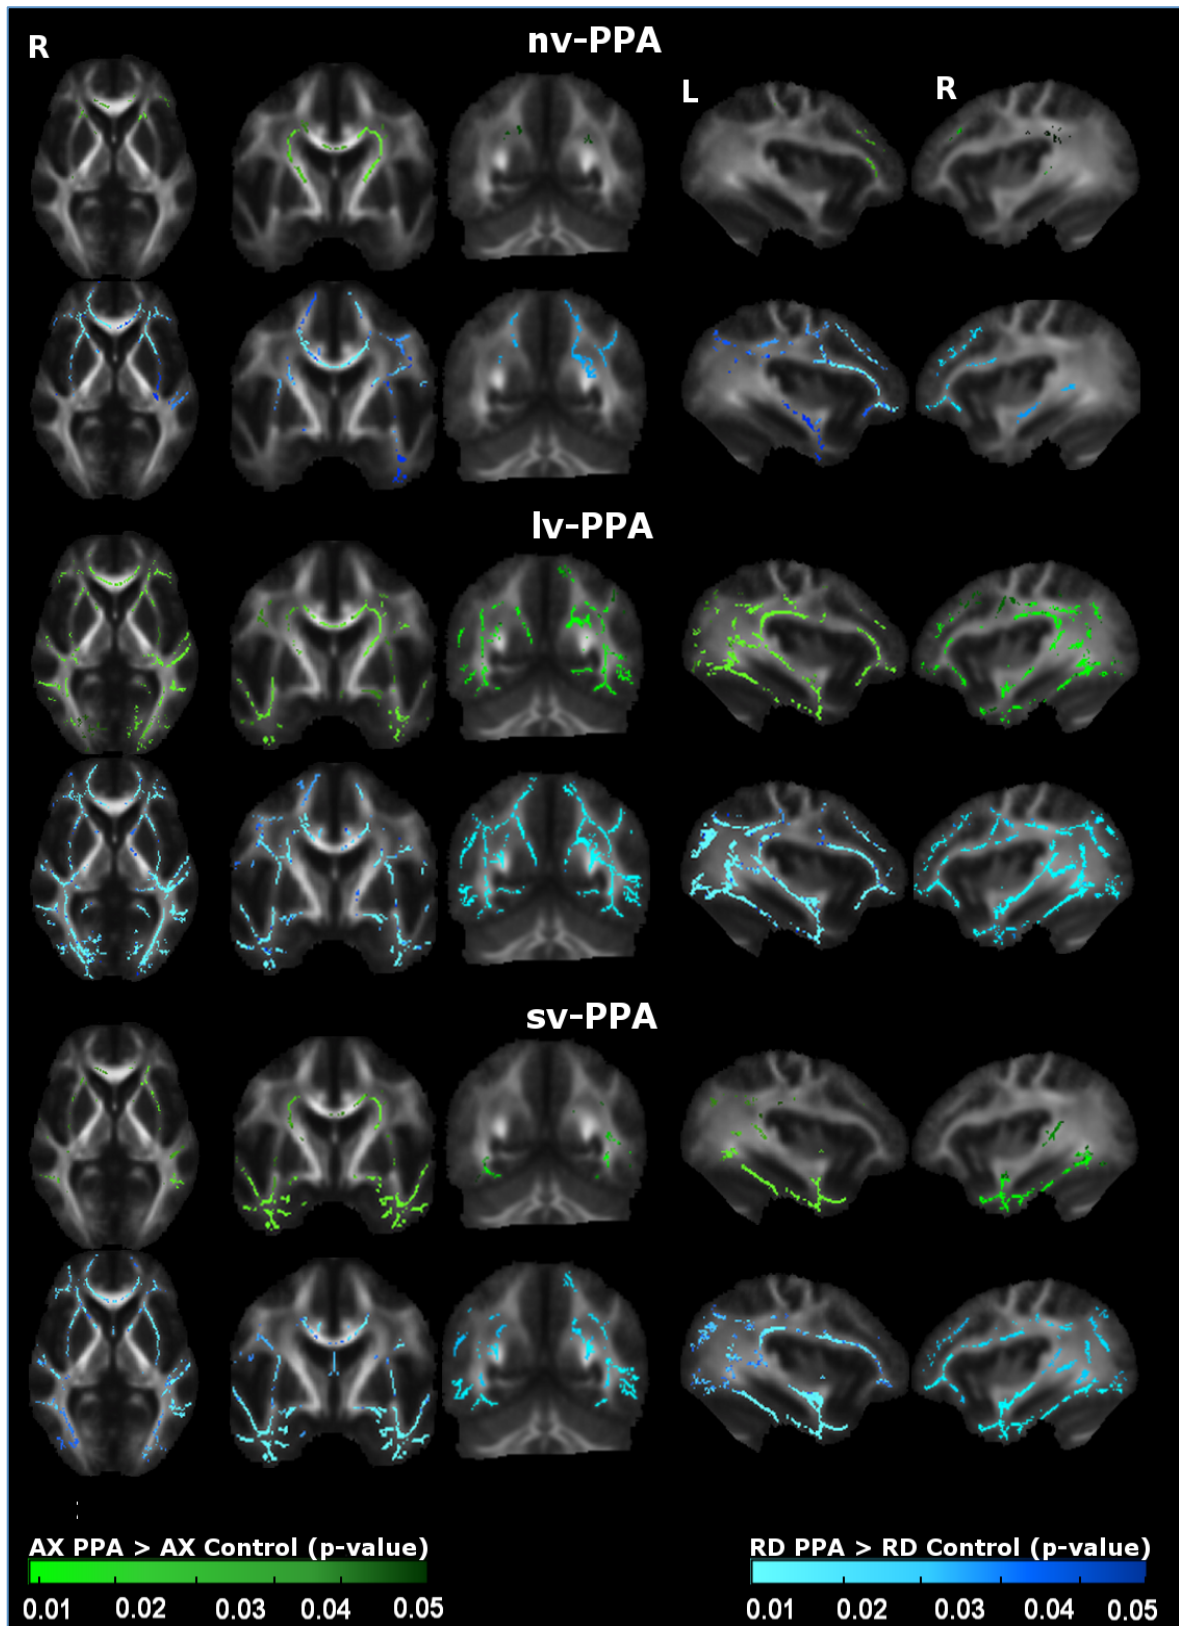 nv-PPA
R
L
R
lv-PPA
sv-PPA
AX PPA > AX Control (p-value)
0.01 0.02 0.03 0.04 0.05
RD PPA > RD Control (p-value)
0.01 0.02 0.03 0.04 0.05